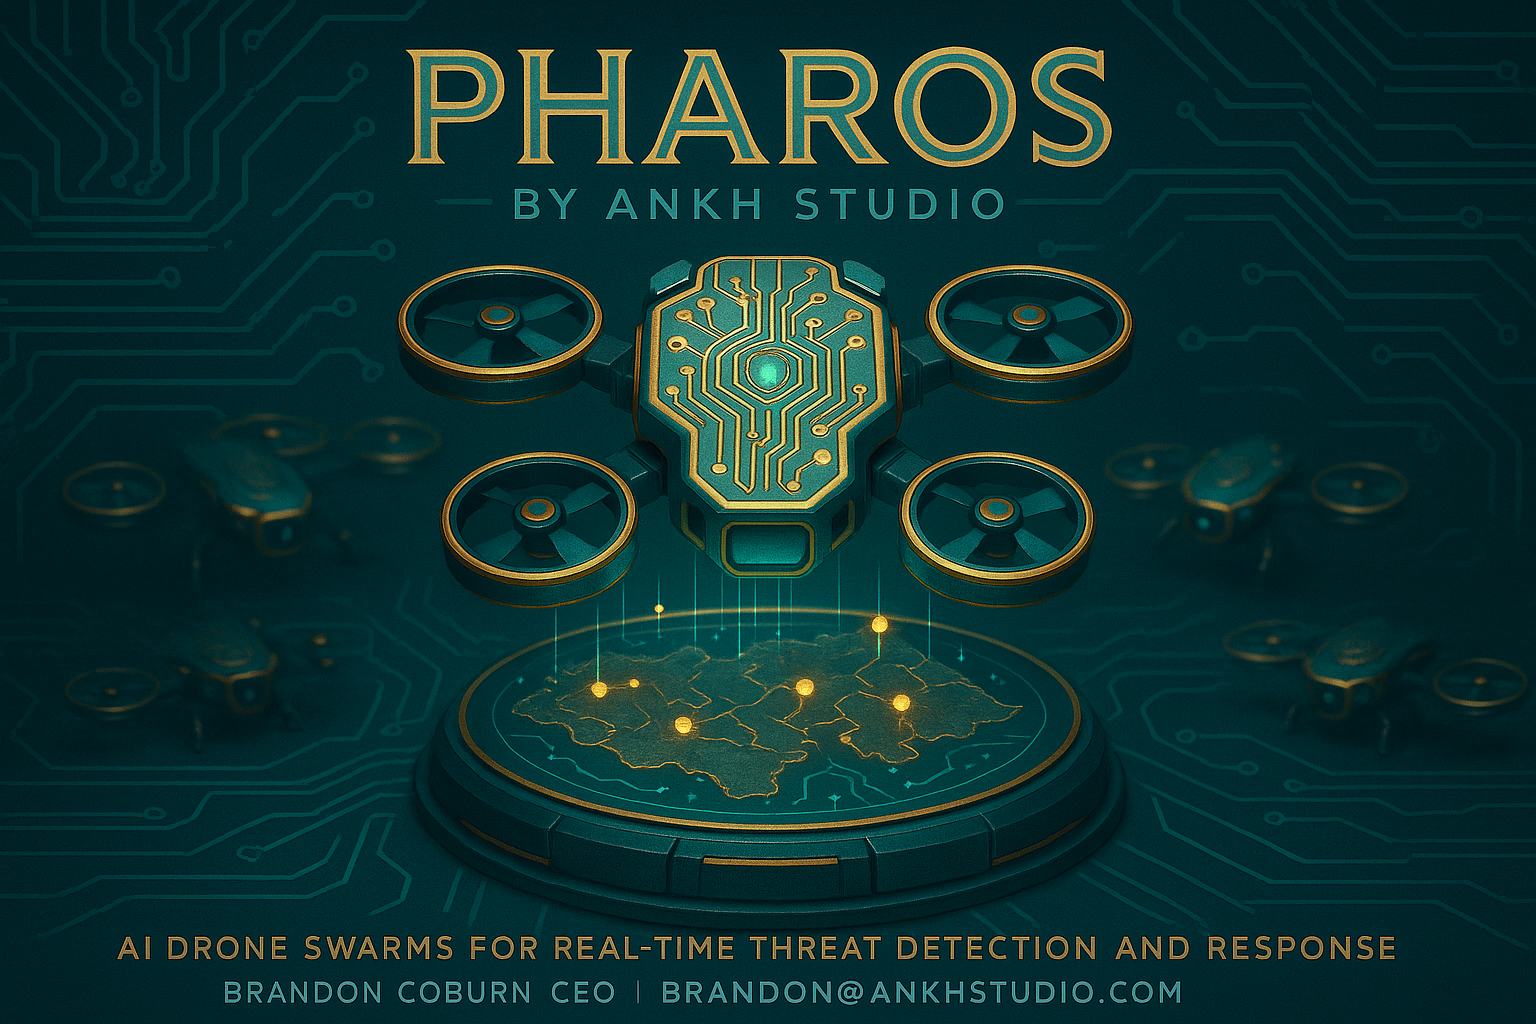 PHAROS
BY ANKH STUDIO
AI DRONE SWARMS FOR REAL-TIME THREAT DETECTION AND RESPONSE
BRANDON COBURN CEO | BRANDON@ANKHSTUDIO.COM